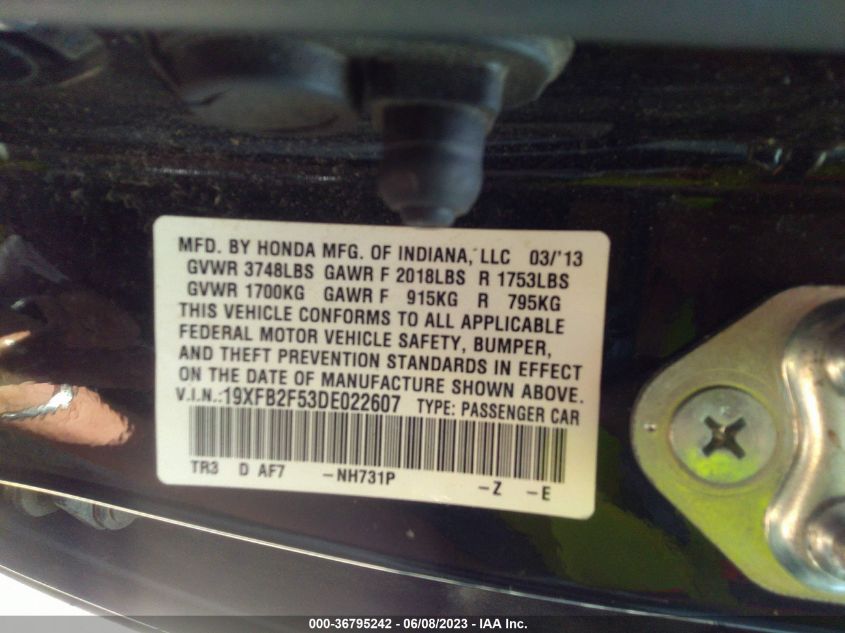 MFD. BY HONDA MFG. OF INDIANA, LLC 03/'13
GVWR 3748LBS GAWR F 2018LBS R 1753LBS
GVWR 1700KG GAWR F 915KG R 795KG
THIS VEHICLE CONFORMS TO ALL APPLICABLE
FEDERAL MOTOR VEHICLE SAFETY, BUMPER,
AND THEFT PREVENTION STANDARDS IN EFFECT
ON THE DATE OF MANUFACTURE SHOWN ABOVE.
V.I.N.:19XFB2F53DE022607 TYPE: PASSENGER CAR
TR3 D AF7 -NH731P -Z -E
000-36795242 - 06/08/2023 - IAA Inc.